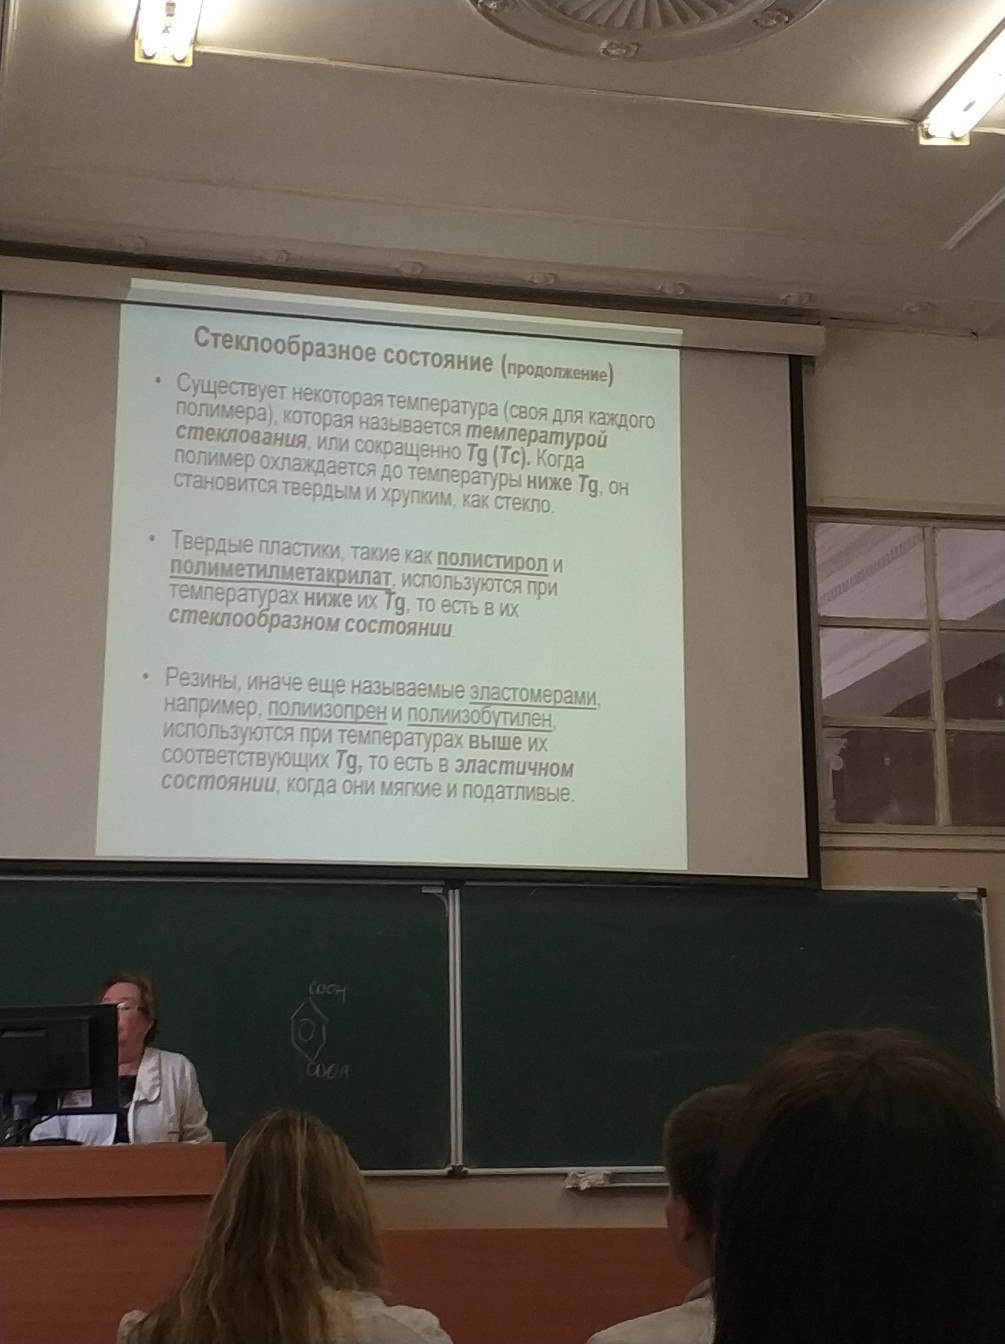 Стеклообразное состояние (продолжение)
• Существует некоторая температура (своя для каждого
полимера), которая называется температурой
стеклования, или сокращенно Tg (Тс). Когда
полимер охлаждается до температуры ниже Tg, он
становится твердым и хрупким, как стекло.
• Твердые пластики, такие как полистирол и
полиметилметакрилат, используются при
температурах ниже их Tg, то есть в их
стеклообразном состоянии.
• Резины, иначе еще называемые эластомерами,
например, полиизопрен и полиизобутилен,
используются при температурах выше их
соответствующих Tg, то есть в эластичном
состоянии, когда они мягкие и податливые.
COOH
COOH